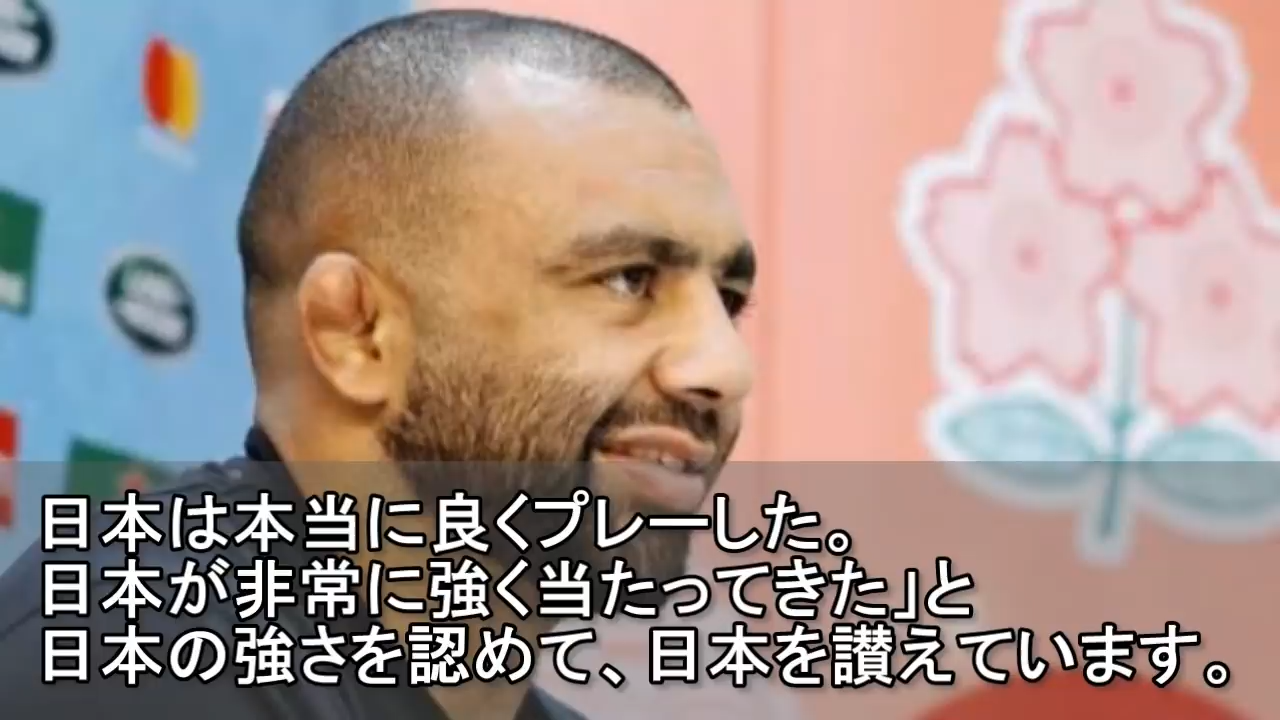 日本は本当に良くプレーした。
日本が非常に強く当たってきた」と
日本の強さを認めて、日本を讃えています。